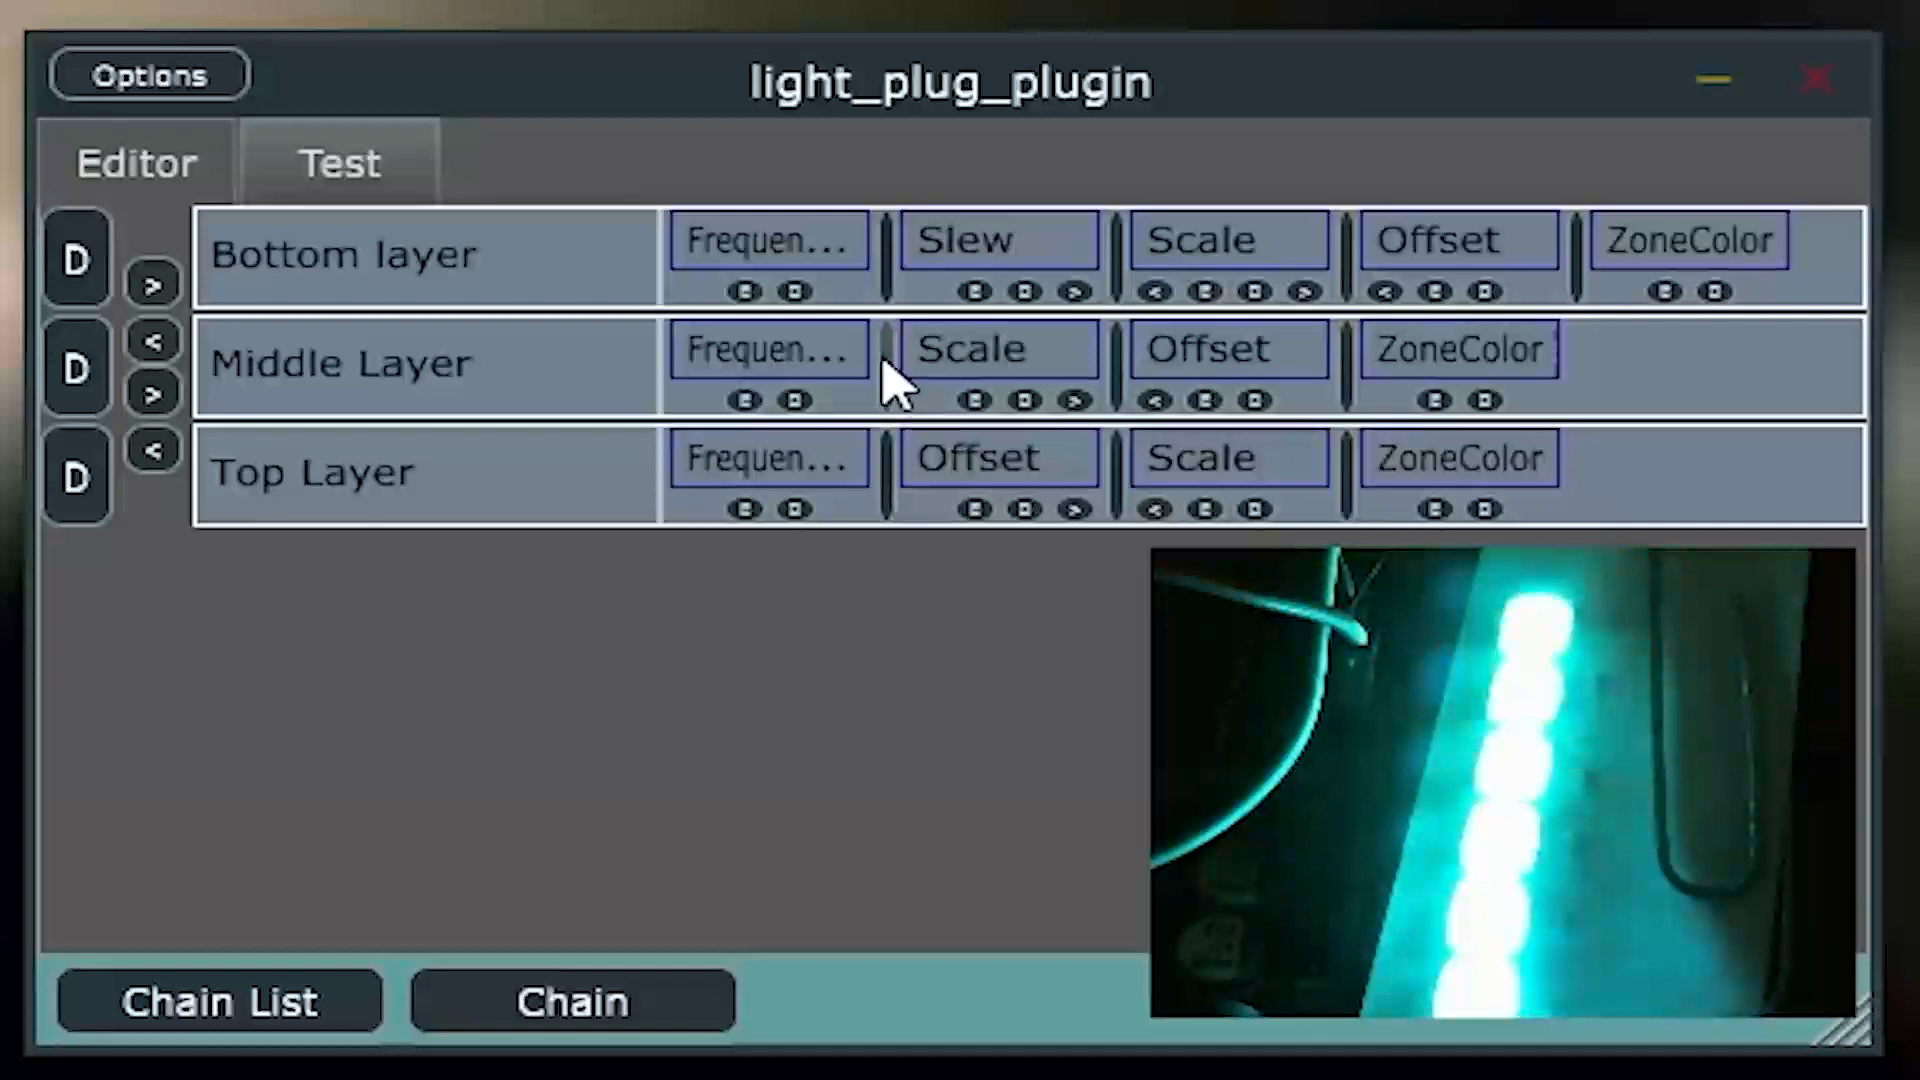 Options
light_plug_plugin
Editor Test
D > Bottom layer Frequen... Slew Scale Offset ZoneColor
D < > Middle Layer Frequen... Scale Offset ZoneColor
D < Top Layer Frequen... Offset Scale ZoneColor
Chain List Chain